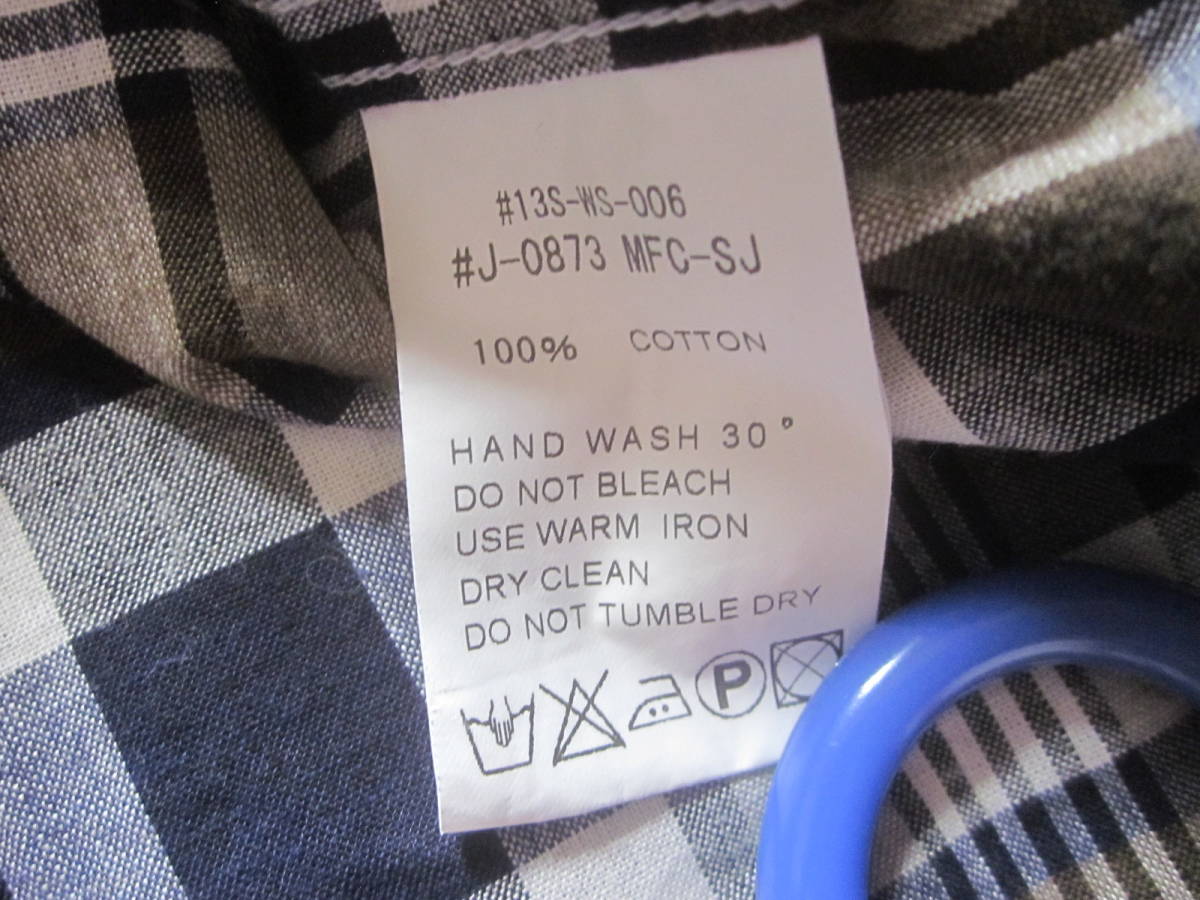 #13S-WS-006
#J-0873 MFC-SJ
100% COTTON
HAND WASH 30°
DO NOT BLEACH
USE WARM IRON
DRY CLEAN
DO NOT TUMBLE DRY
P